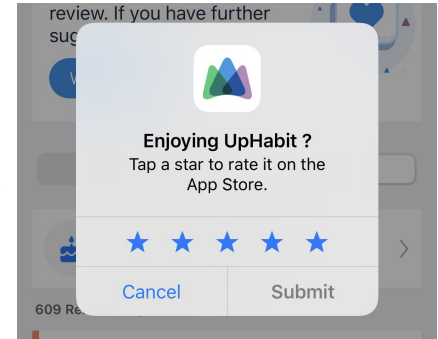 review. If you have further
sug
Enjoying UpHabit ?
Tap a star to rate it on the
App Store.
Cancel
Submit
609 Re